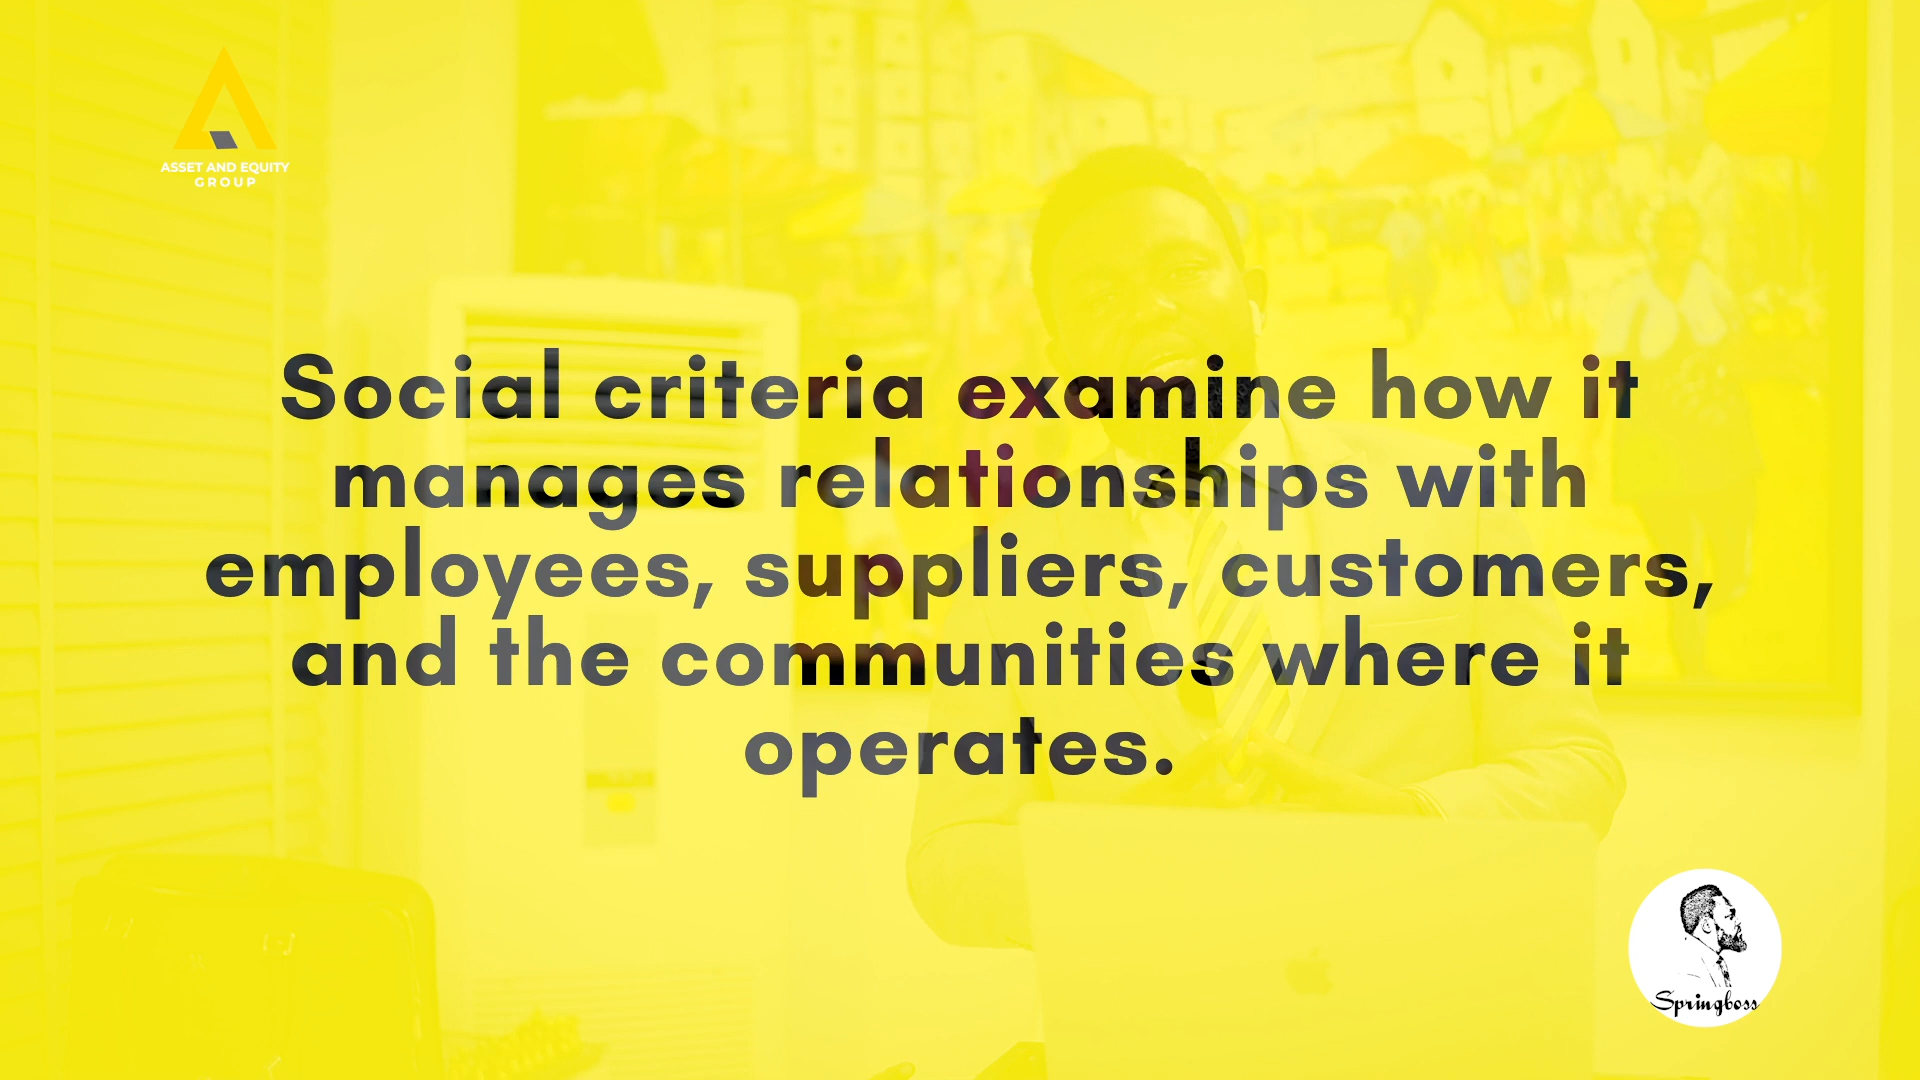 ASSET AND EQUITY
GROUP
Social criteria examine how it
manages relationships with
employees, suppliers, customers,
and the communities where it
operates.
Springboss